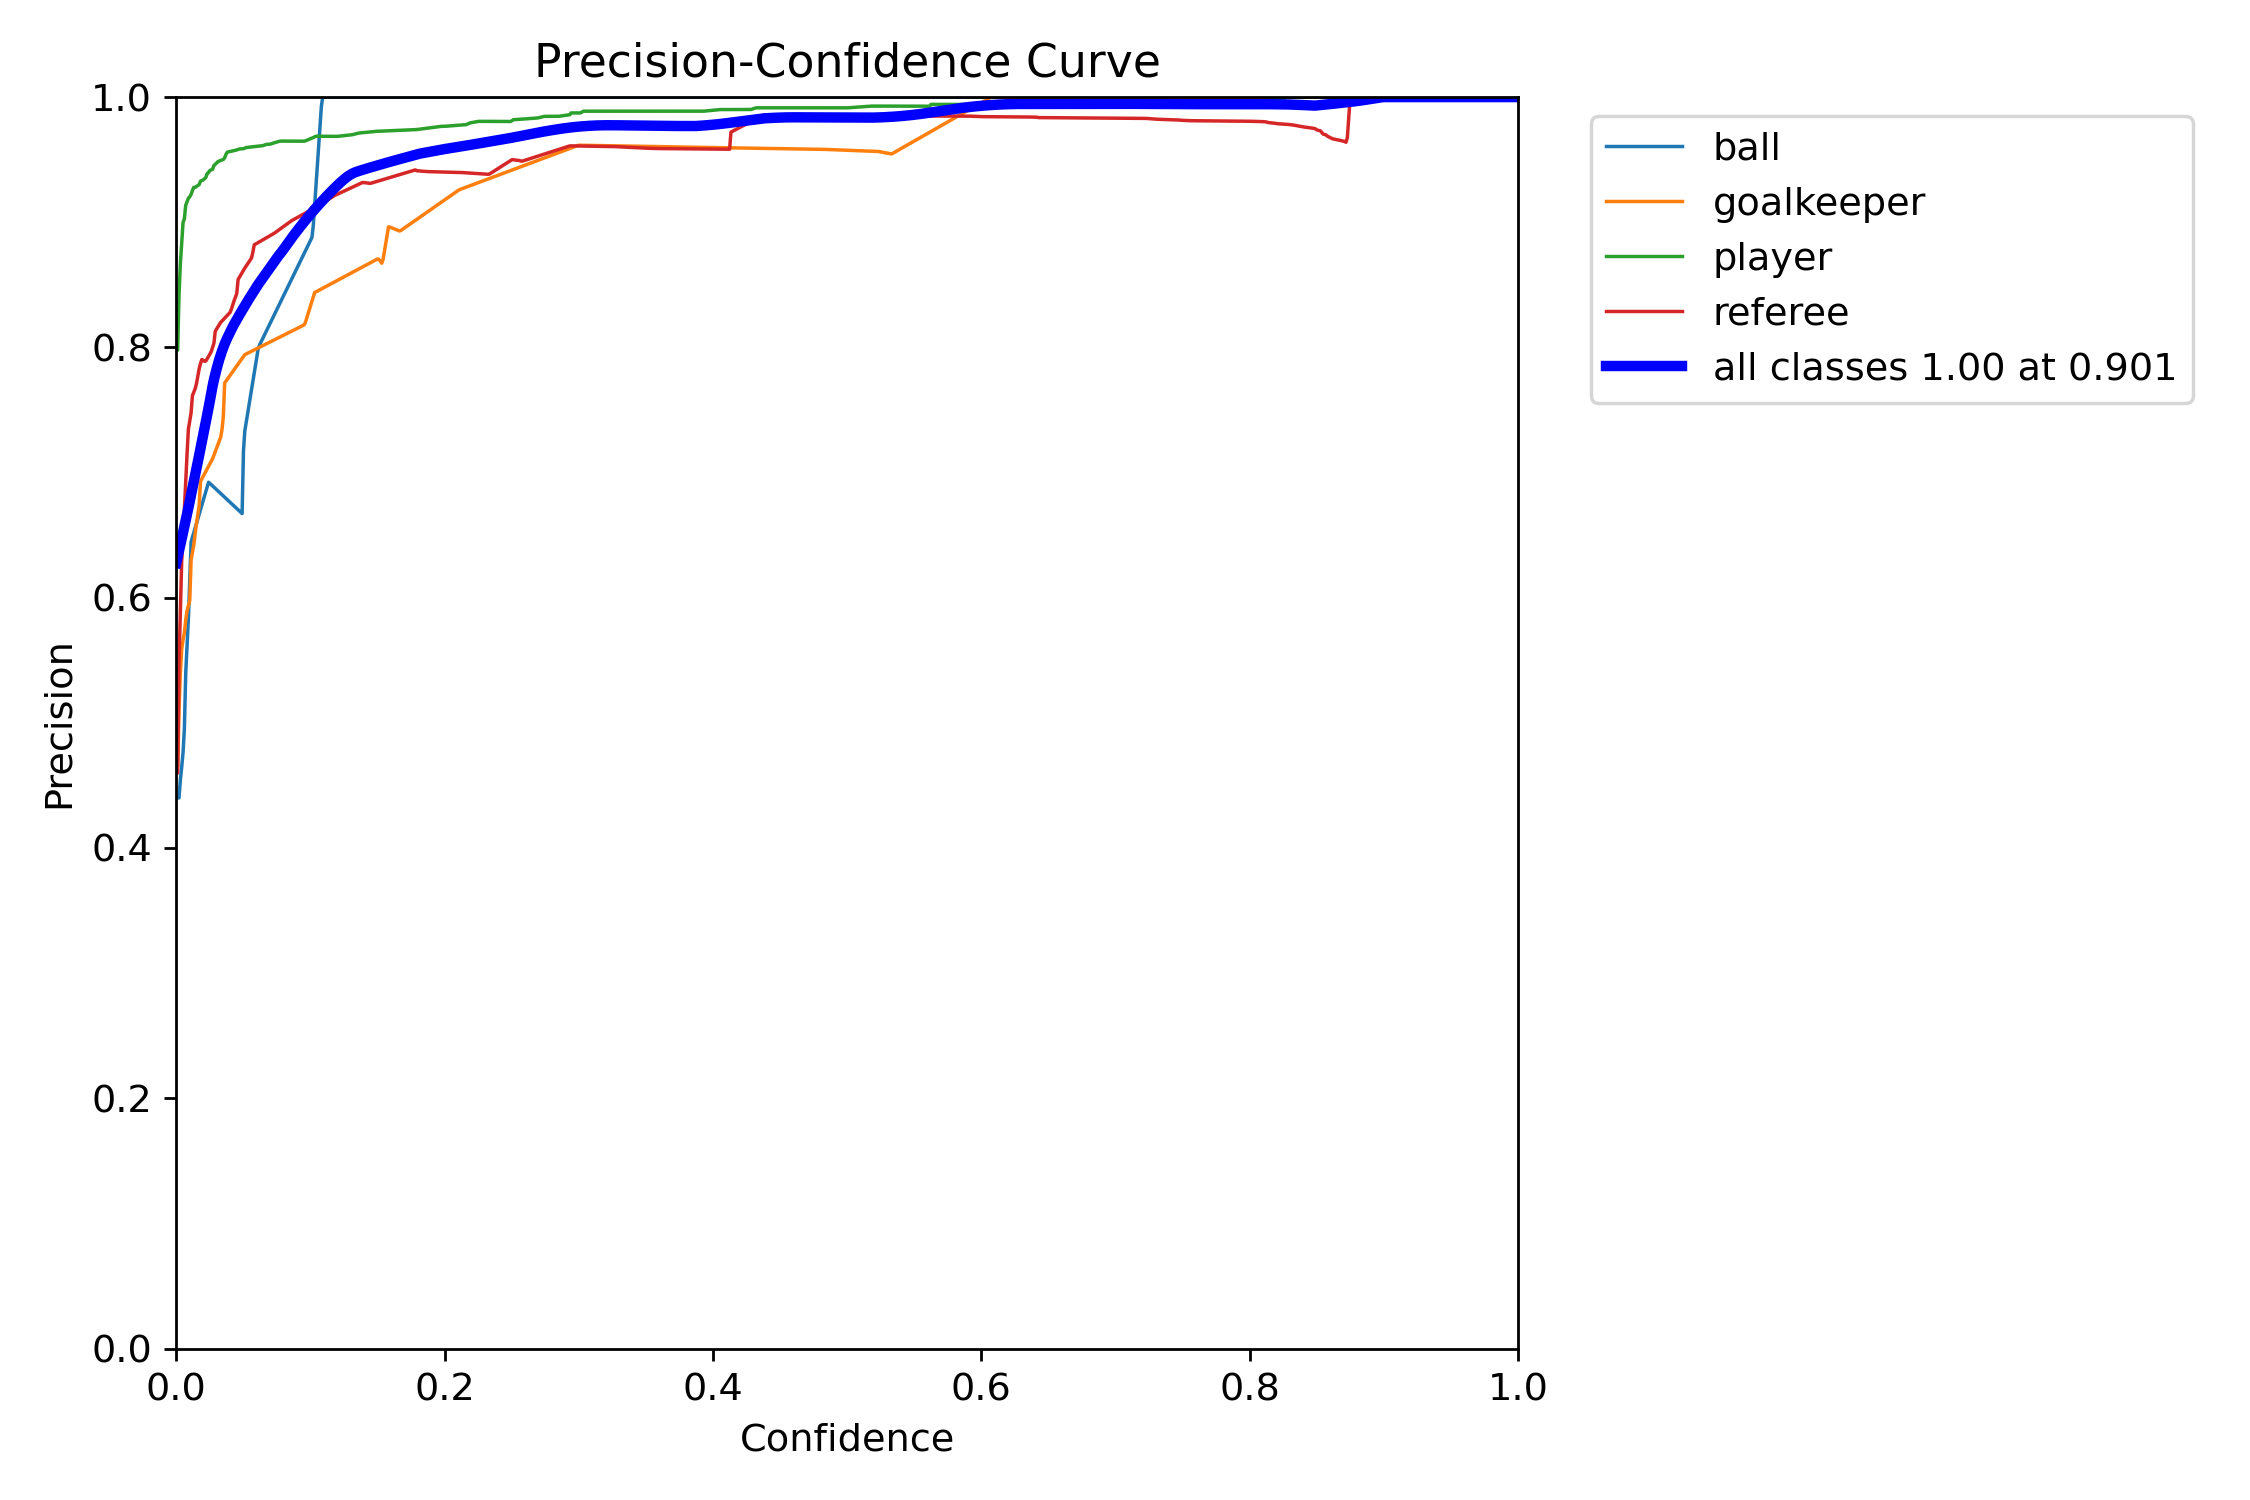 Precision-Confidence Curve
1.0
0.8
0.6
0.4
0.2
0.0
Precision
0.0 0.2 0.4 0.6 0.8 1.0
Confidence
ball
goalkeeper
player
referee
all classes 1.00 at 0.901